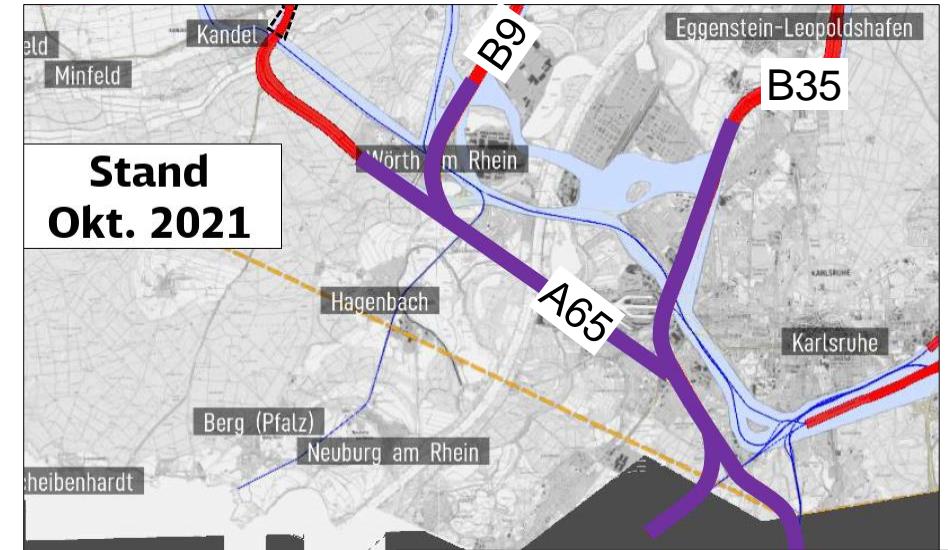 Kandel
B9
Eggenstein-Leopoldshafen
eld
Minfeld
B35
Stand
Okt. 2021
Wörth am Rhein
KARLSRUHE
Hagenbach
A65
Karlsruhe
Berg (Pfalz)
Neuburg am Rhein
cheibenhardt